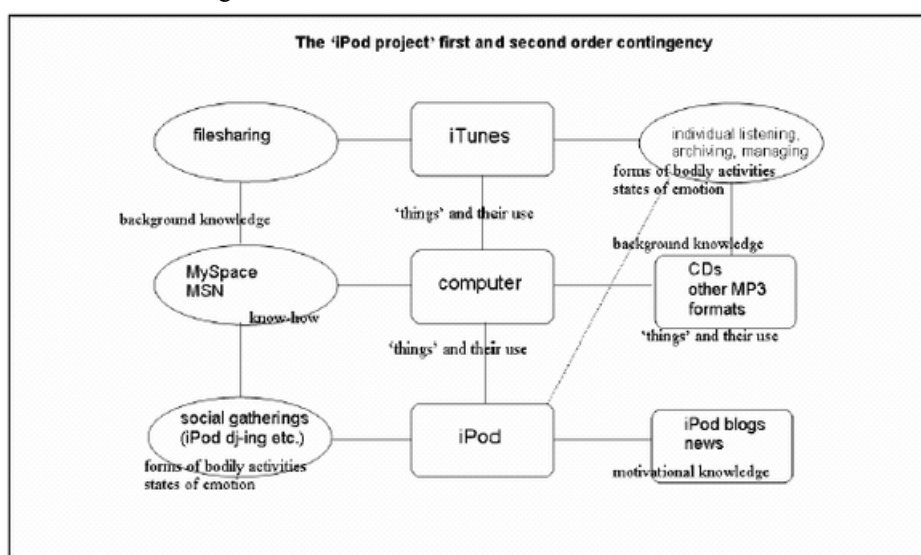 The 'iPod project' first and second order contingency
filesharing
iTunes
individual listening,
archiving, managing
forms of bodily activities
states of emotion
background knowledge
'things' and their use
background knowledge
MySpace
MSN
know-how
computer
CDs
other MP3
formats
'things' and their use
'things' and their use
social gatherings
(iPod dj-ing etc.)
forms of bodily activities
states of emotion
iPod
iPod blogs
news
motivational knowledge